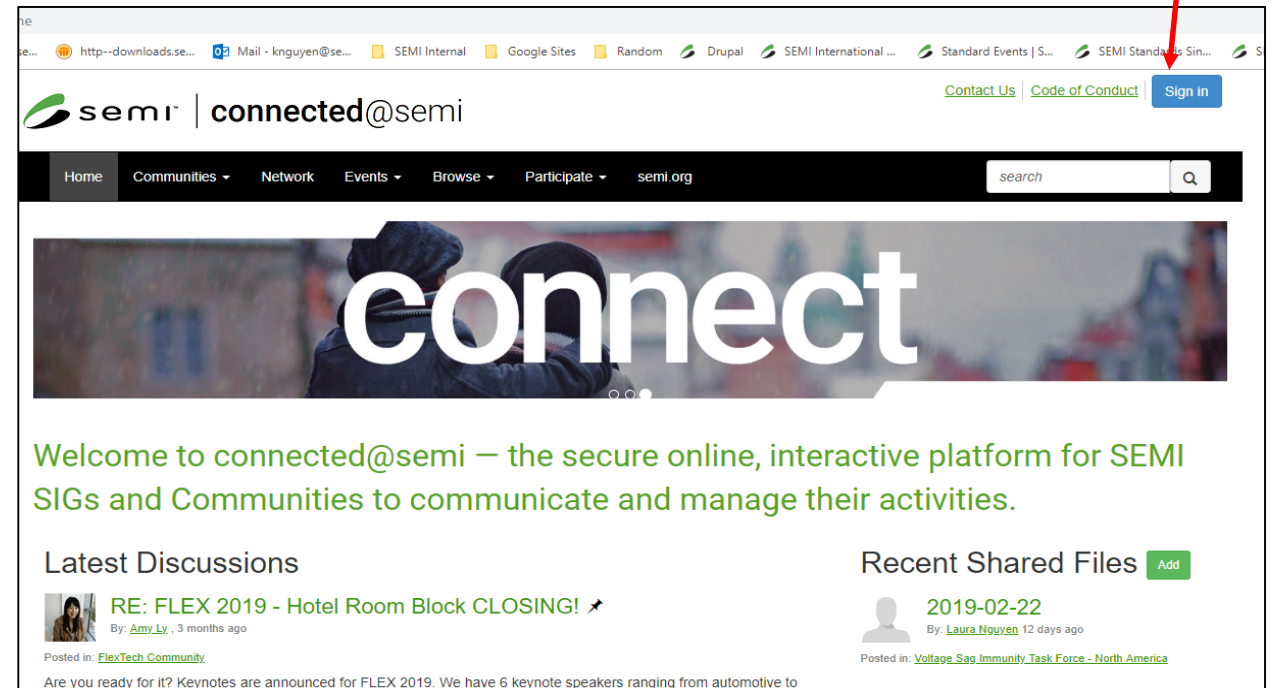 ne
se... http--downloads.se... Mail - knguyen@se... SEMI Internal Google Sites Random Drupal SEMI International ... Standard Events | S... SEMI Standards Sin... S
Contact Us Code of Conduct Sign in
semi™ | connected@semi
Home Communities Network Events Browse Participate semi.org search
connect
Welcome to connected@semi — the secure online, interactive platform for SEMI
SIGs and Communities to communicate and manage their activities.
Latest Discussions
RE: FLEX 2019 - Hotel Room Block CLOSING!
By: Amy Ly , 3 months ago
Posted in: FlexTech Community
Are you ready for it? Keynotes are announced for FLEX 2019. We have 6 keynote speakers ranging from automotive to
Recent Shared Files Add
2019-02-22
By: Laura Nguyen 12 days ago
Posted in: Voltage Sag Immunity Task Force - North America